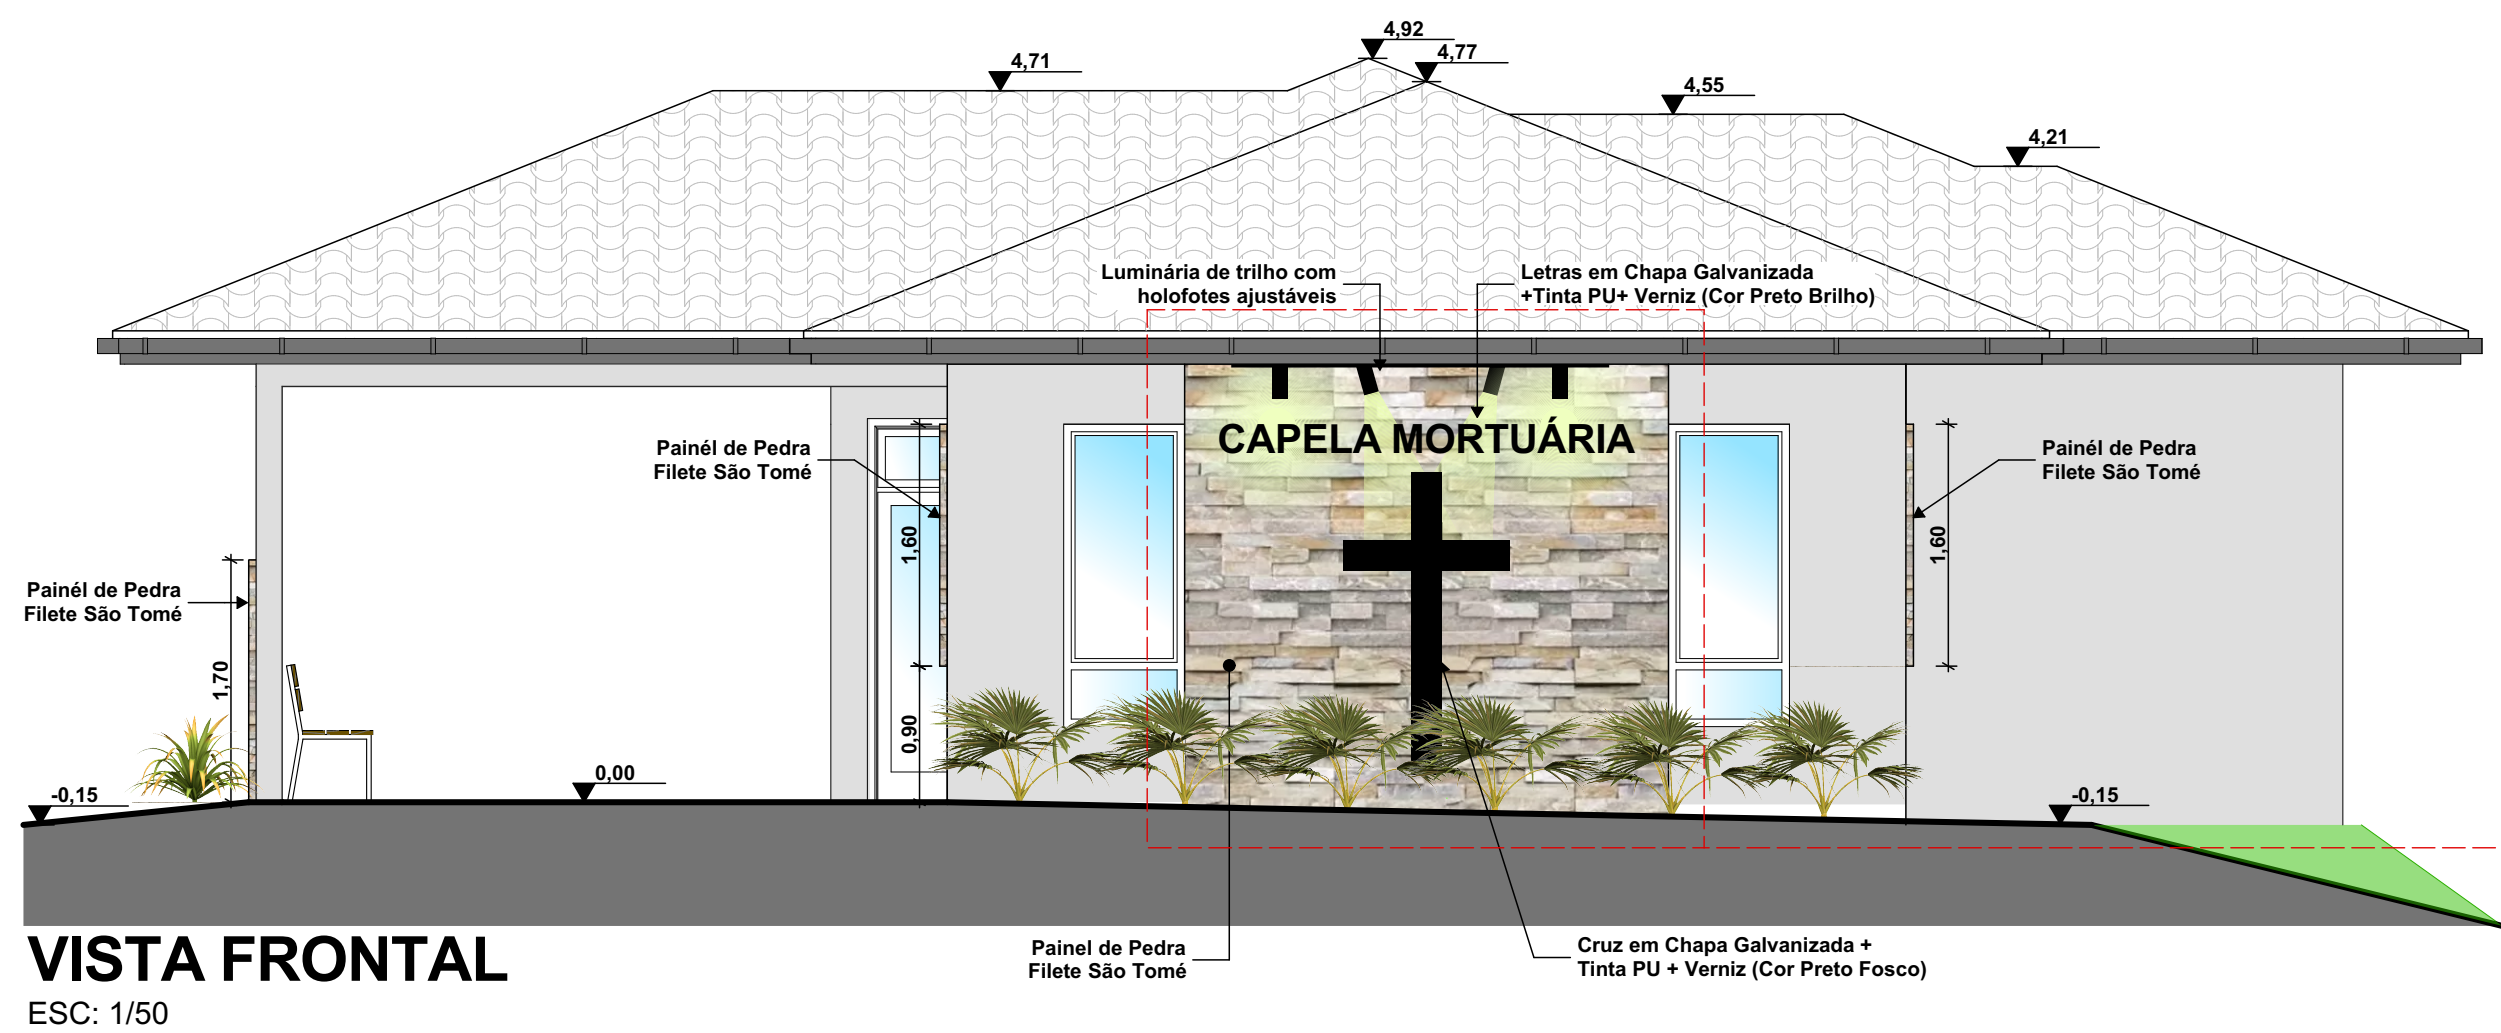 4,92
4,77
4,71
4,55
4,21
Luminária de trilho com
holofotes ajustáveis
Letras em Chapa Galvanizada
+Tinta PU+ Verniz (Cor Preto Brilho)
CAPELA MORTUÁRIA
Painél de Pedra
Filete São Tomé
Painél de Pedra
Filete São Tomé
1,60
1,60
Painél de Pedra
Filete São Tomé
1,70
0,90
0,00
-0,15
-0,15
Painel de Pedra
Filete São Tomé
Cruz em Chapa Galvanizada +
Tinta PU + Verniz (Cor Preto Fosco)
VISTA FRONTAL
ESC: 1/50